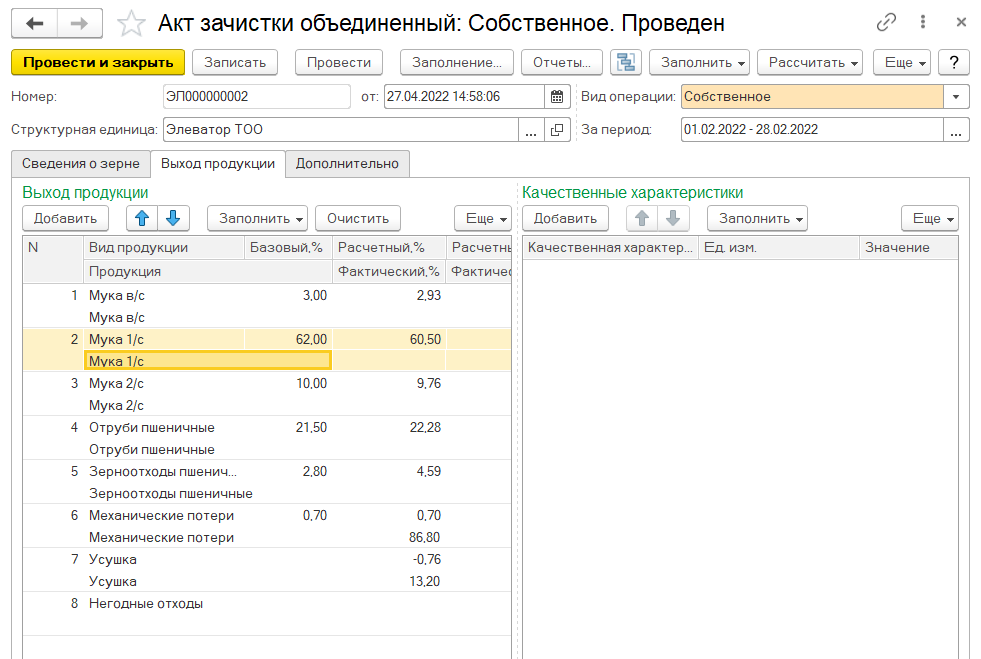 Акт зачистки объединенный: Собственное. Проведен
Провести и закрыть Записать Провести Заполнение... Отчеты... Заполнить Рассчитать Еще ?
Номер: ЭЛ000000002 от: 27.04.2022 14:58:06 Вид операции: Собственное
Структурная единица: Элеватор ТОО ... За период: 01.02.2022 - 28.02.2022 ...
Сведения о зерне Выход продукции Дополнительно
Выход продукции Качественные характеристики
Добавить Заполнить Очистить Еще Добавить Заполнить Еще
N Вид продукции Базовый,% Расчетный,% Расчетн Качественная характер... Ед. изм. Значение
Продукция Фактический,% Фактичес
1 Мука в/с 3,00 2,93
Мука в/с
2 Мука 1/с 62,00 60,50
Мука 1/с
3 Мука 2/с 10,00 9,76
Мука 2/с
4 Отруби пшеничные 21,50 22,28
Отруби пшеничные
5 Зерноотходы пшенич... 2,80 4,59
Зерноотходы пшеничные
6 Механические потери 0,70 0,70
Механические потери 86,80
7 Усушка -0,76
Усушка 13,20
8 Негодные отходы